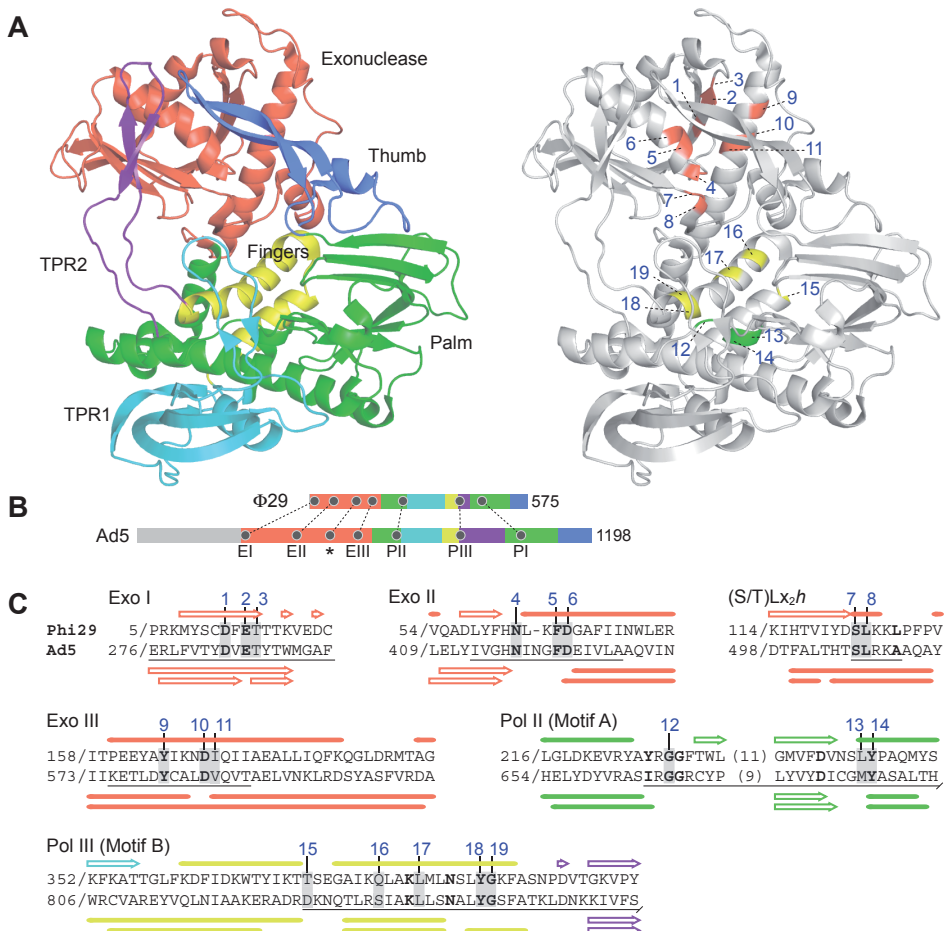 A
Exonuclease
Thumb
TPR2
Fingers
Palm
TPR1
1
3
2
9
10
6
5
11
4
7
8
16
17
19
15
18
12
13
14
B
Φ29
575
Ad5
1198
EI
EII
*
EIII
PII
PIII
PI
C
Exo I
1 2 3
Phi29 5/PRKMYSCDFETTTKVEDC
Ad5 276/ERLFVTYDVETYTWMGAF
Exo II
4 5 6
54/VQADLYFHNL-KFDGAFIINWLER
409/LELYIVGHNINGFDEIVLAAQVIN
(S/T)Lx2h
7 8
114/KIHTVIYDSLKKLPFPV
498/DTFALTHTSLRKAAQAY
Exo III
9 10 11
158/ITPEEYAYIKNDIQIIAEALLIQFKQGLDRMTAG
573/IIKETLDYCALDVQVTAELVNKLRDSYASFVRDA
Pol II (Motif A)
12 13 14
216/LGLDKEVRYAYRGGFTWL (11) GMVFDVNSLYPAQMYS
654/HELYDYVRASIRGGRCYP (9) LYVYDICGMYASALTH
Pol III (Motif B)
15 16 17 18 19
352/KFKATTGLFKDFIDKWTYIKTTSEGAIKQLAKLMLNSLYGKFASNPDVTGKVPY
806/WRCVAREYVQLNIAAKERADRDKNQTLRSIAKLLSNALYGSFATKLDNKKIVFS